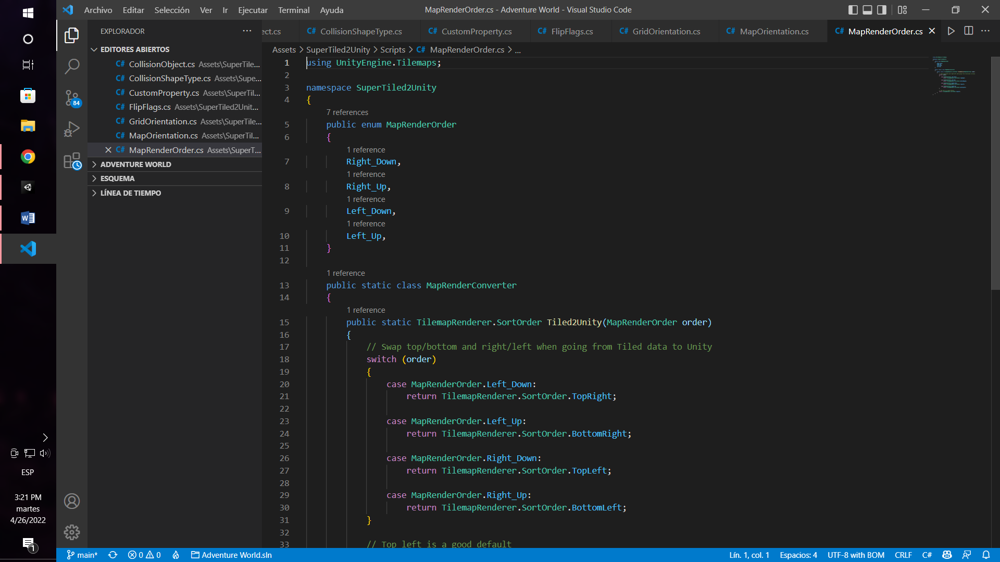 Archivo Editar Selección Ver Ir Ejecutar Terminal Ayuda
MapRenderOrder.cs - Adventure World - Visual Studio Code
EXPLORADOR
EDITORES ABIERTOS
C# CollisionObject.cs Assets\SuperTile...
C# CollisionShapeType.cs Assets\Supe...
C# CustomProperty.cs Assets\SuperTil...
C# FlipFlags.cs Assets\SuperTiled2Unit...
C# GridOrientation.cs Assets\SuperTile...
C# MapOrientation.cs Assets\SuperTil...
C# MapRenderOrder.cs Assets\SuperT...
ADVENTURE WORLD
ESQUEMA
LÍNEA DE TIEMPO
84
ect.cs C# CollisionShapeType.cs C# CustomProperty.cs C# FlipFlags.cs C# GridOrientation.cs C# MapOrientation.cs C# MapRenderOrder.cs
Assets > SuperTiled2Unity > Scripts > C# MapRenderOrder.cs > ...
1 using UnityEngine.Tilemaps;
2
3 namespace SuperTiled2Unity
4 {
7 references
5 public enum MapRenderOrder
6 {
1 reference
7 Right_Down,
1 reference
8 Right_Up,
1 reference
9 Left_Down,
1 reference
10 Left_Up,
11 }
12
1 reference
13 public static class MapRenderConverter
14 {
1 reference
15 public static TilemapRenderer.SortOrder Tiled2Unity(MapRenderOrder order)
16 {
17 // Swap top/bottom and right/left when going from Tiled data to Unity
18 switch (order)
19 {
20 case MapRenderOrder.Left_Down:
21 return TilemapRenderer.SortOrder.TopRight;
22
23 case MapRenderOrder.Left_Up:
24 return TilemapRenderer.SortOrder.BottomRight;
25
26 case MapRenderOrder.Right_Down:
27 return TilemapRenderer.SortOrder.TopLeft;
28
29 case MapRenderOrder.Right_Up:
30 return TilemapRenderer.SortOrder.BottomLeft;
31 }
32
33 // Top left is a good default
ESP
3:21 PM
martes
4/26/2022
1
main* 0 0 Adventure World.sln
Lín. 1, col. 1 Espacios: 4 UTF-8 with BOM CRLF C#